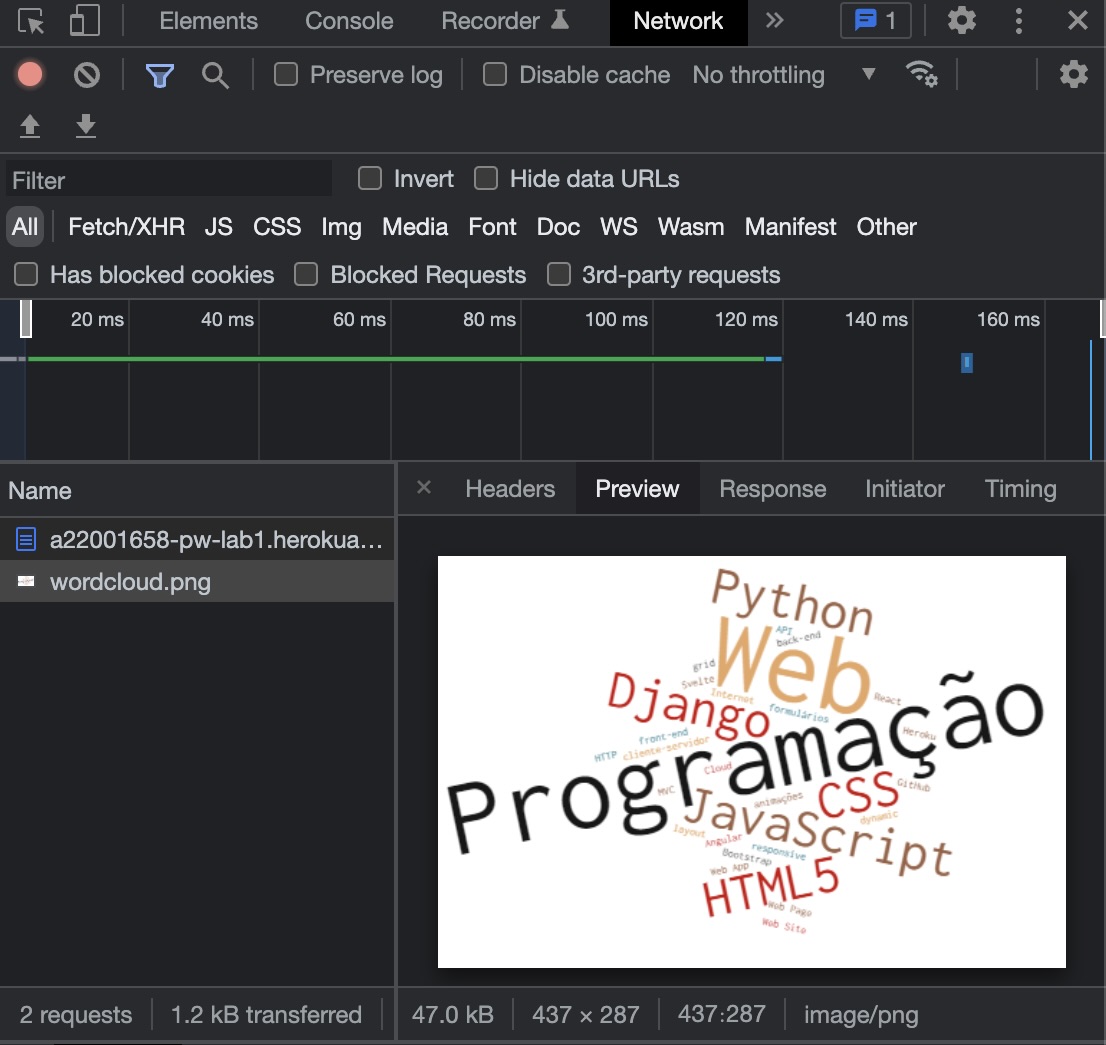 Elements Console Recorder Network 1
Preserve log Disable cache No throttling
Filter Invert Hide data URLs
All Fetch/XHR JS CSS Img Media Font Doc WS Wasm Manifest Other
Has blocked cookies Blocked Requests 3rd-party requests
20 ms 40 ms 60 ms 80 ms 100 ms 120 ms 140 ms 160 ms
Name
a22001658-pw-lab1.herokua...
wordcloud.png
Headers Preview Response Initiator Timing
Python
API
back-end
Web
grid
Svelte
Internet
React
Django
formulários
Heroku
front-end
HTTP
cliente-servidor
Programação
Cloud
MVC
animações
CSS
GitHub
JavaScript
dynamic
layout
Angular
responsive
Bootstrap
Web App
HTML5
Web Page
Web Site
2 requests 1.2 kB transferred
47.0 kB 437 × 287 437:287 image/png